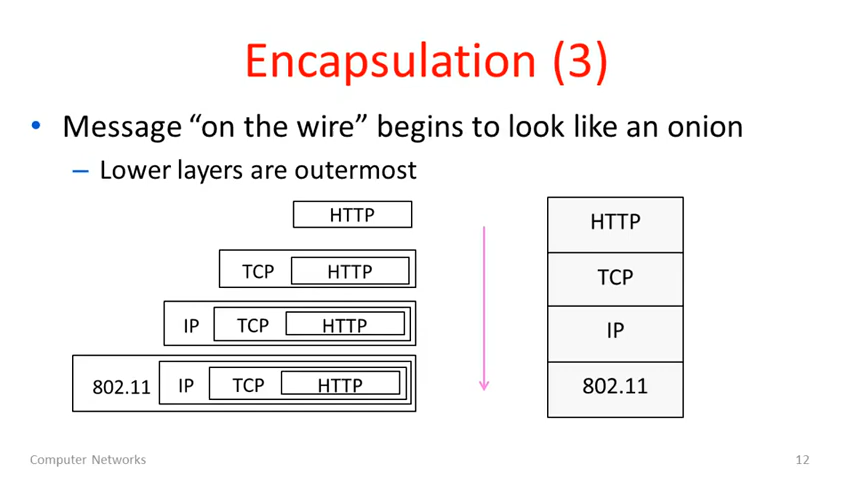 Encapsulation (3)
• Message “on the wire” begins to look like an onion
– Lower layers are outermost
HTTP
TCP HTTP
IP TCP HTTP
802.11 IP TCP HTTP
HTTP
TCP
IP
802.11
Computer Networks
12